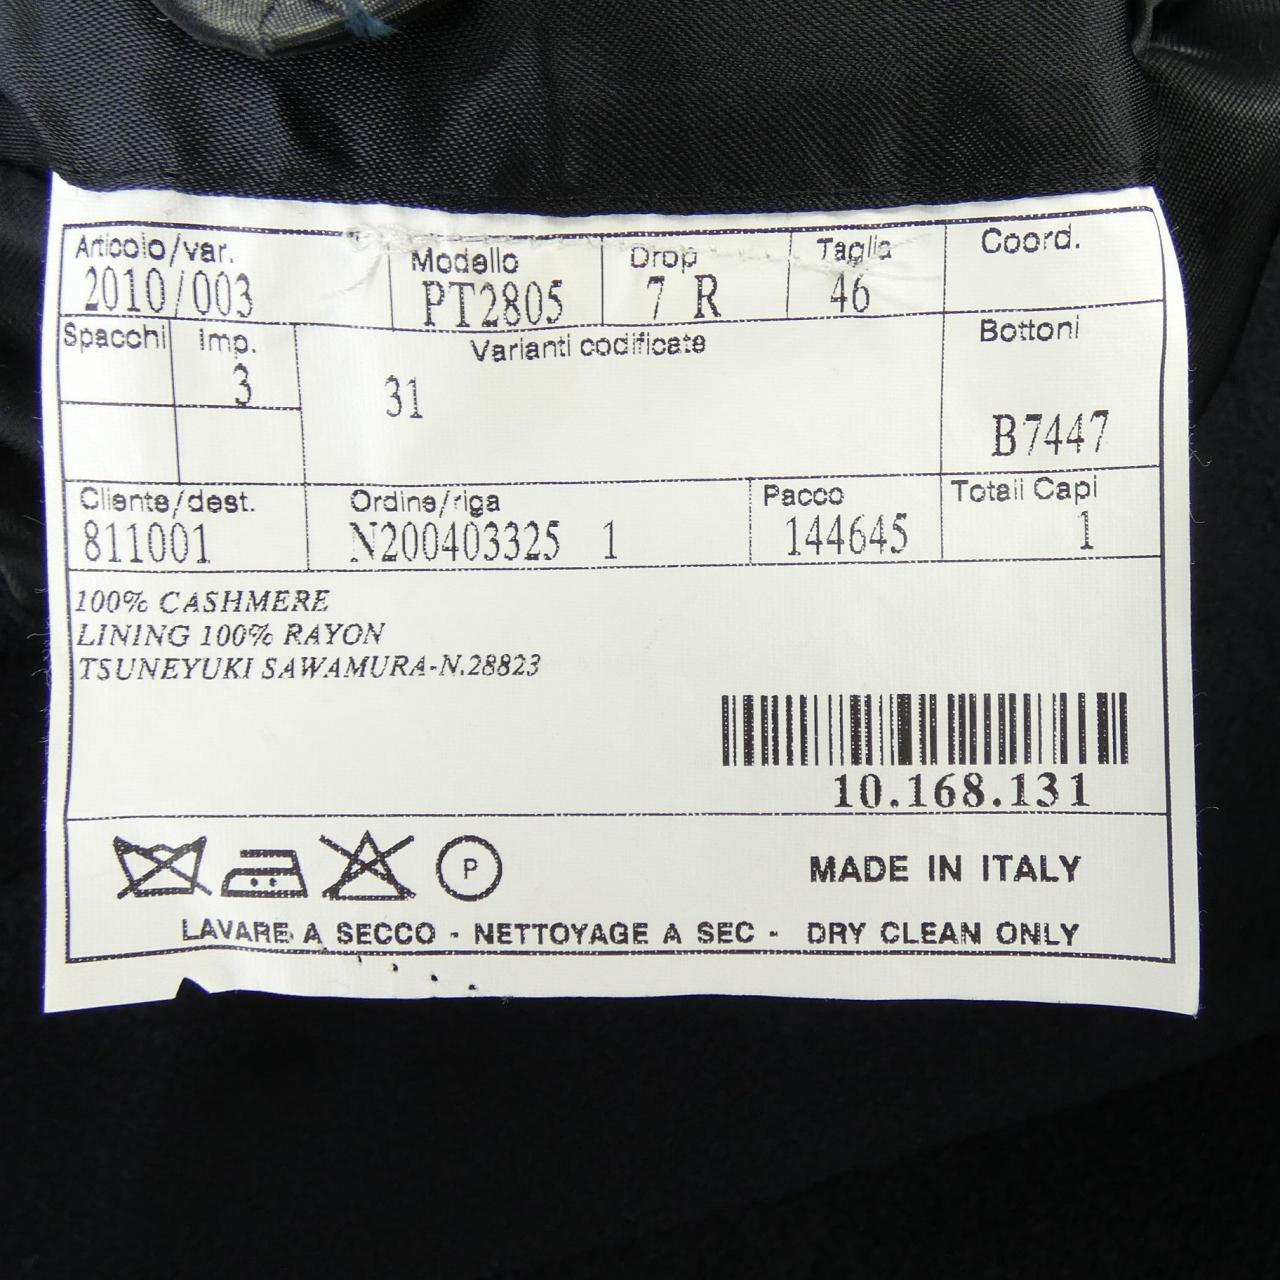 Articolo/var. Modello Drop Taglia Coord.
2010/003 PT2805 7 R 46
Spacchi Imp. Varianti codificate Bottoni
3 31
B7447
Cliente/dest. Ordine/riga Pacco Totali Capi
811001 N200403325 1 144645 1
100% CASHMERE
LINING 100% RAYON
TSUNEYUKI SAWAMURA-N.28823
10.168.131
P MADE IN ITALY
LAVARE A SECCO - NETTOYAGE A SEC - DRY CLEAN ONLY